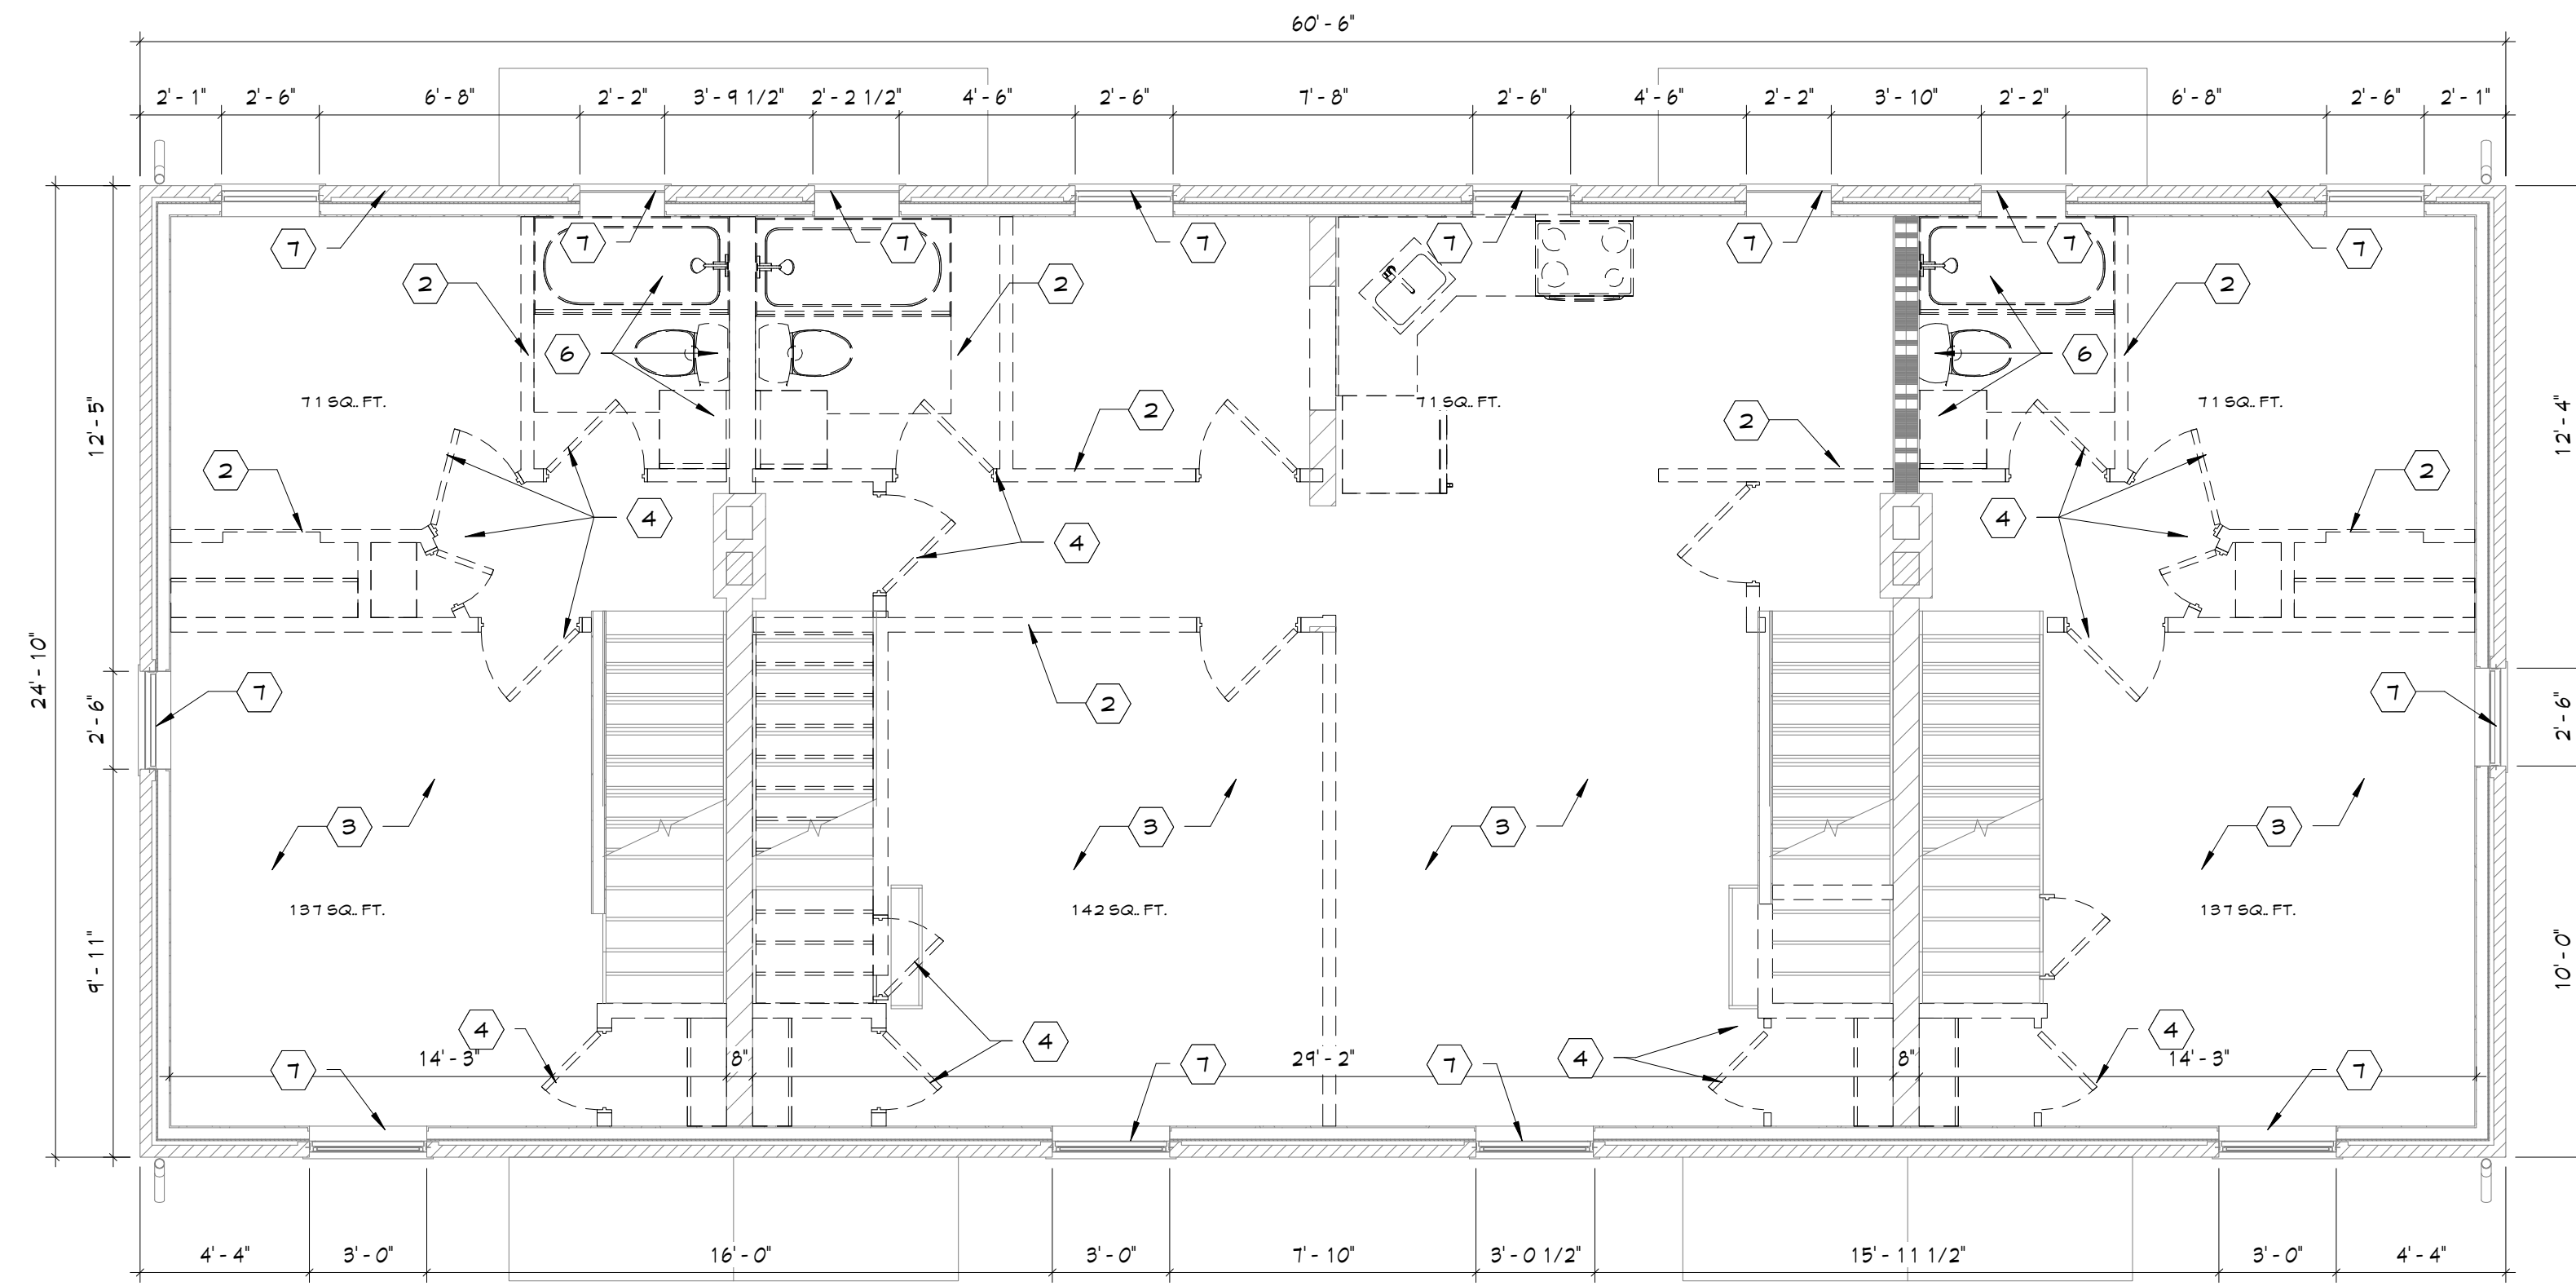 60'-6"
2'-1" 2'-6" 6'-8" 2'-2" 3'-9 1/2" 2'-2 1/2" 4'-6" 2'-6" 7'-8" 2'-6" 4'-6" 2'-2" 3'-10" 2'-2" 6'-8" 2'-6" 2'-1"
7 7 7 7 7 7 7 7
2 2 2
6 6
71 SQ.. FT. 71 SQ.. FT. 71 SQ.. FT.
2 2
12'-5" 12'-4"
2 2
4 4 4
24'-10"
7 2 7
2'-6" 2'-6"
3 3 3 3
137 SQ.. FT. 142 SQ.. FT. 137 SQ.. FT.
9'-11" 10'-0"
4 4 4 4
14'-3" 8" 29'-2" 8" 14'-3"
7 7 7 7
4'-4" 3'-0" 16'-0" 3'-0" 7'-10" 3'-0 1/2" 15'-11 1/2" 3'-0" 4'-4"